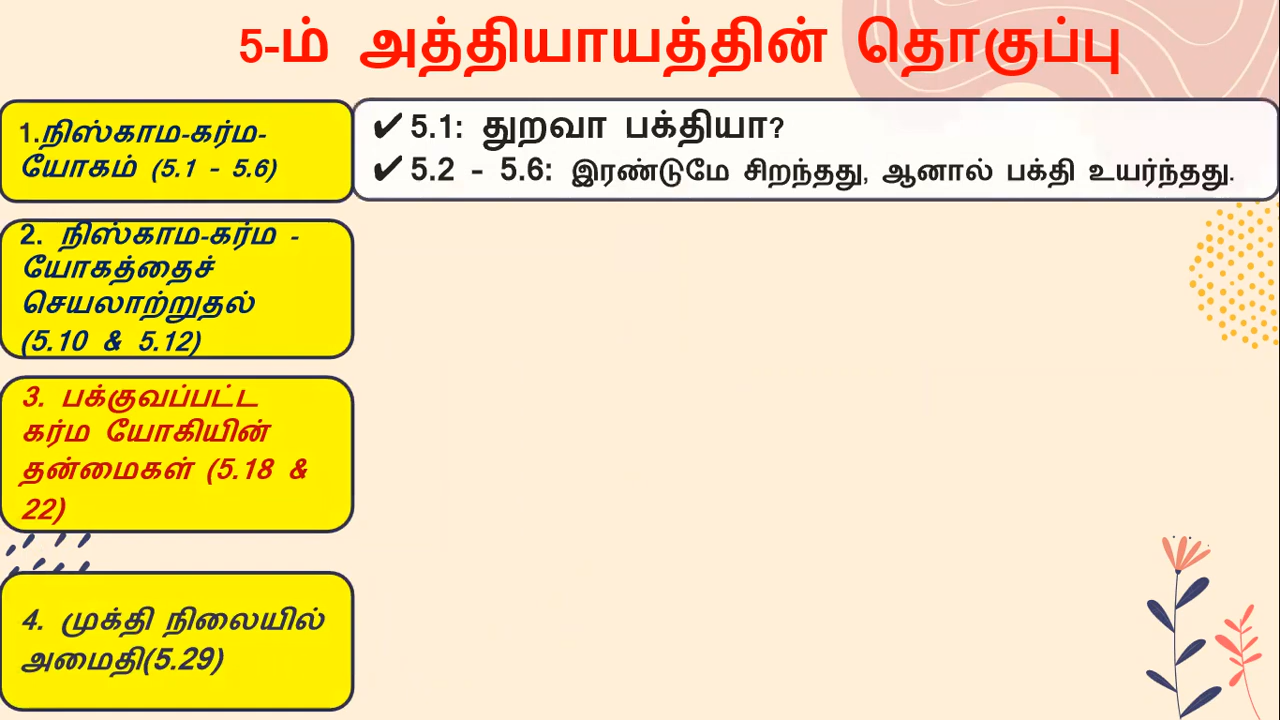 5-ம் அத்தியாயத்தின் தொகுப்பு
1.நிஸ்காம-கர்ம-
யோகம் (5.1 - 5.6)
✔ 5.1: துறவா பக்தியா?
✔ 5.2 - 5.6: இரண்டுமே சிறந்தது, ஆனால் பக்தி உயர்ந்தது.
2. நிஸ்காம-கர்ம -
யோகத்தைச்
செயலாற்றுதல்
(5.10 & 5.12)
3. பக்குவப்பட்ட
கர்ம யோகியின்
தன்மைகள் (5.18 &
22)
4. முக்தி நிலையில்
அமைதி(5.29)